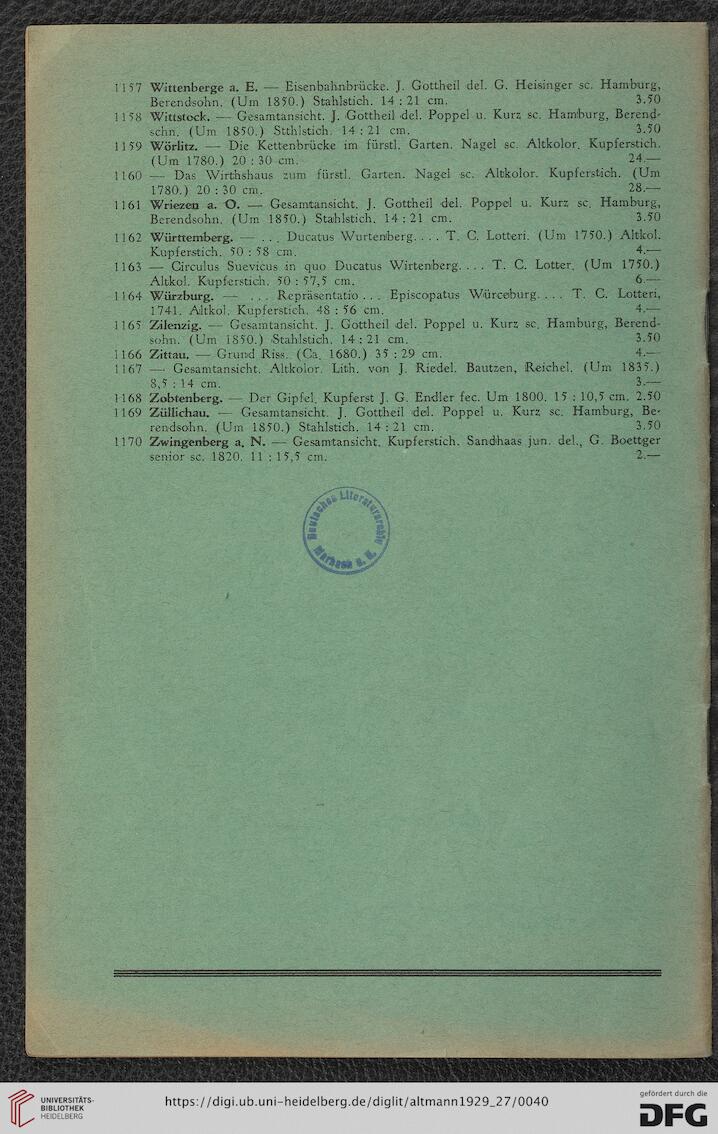 1157 Wittenberge a. E. — Eisenbahnbrücke. J. Gottheil del. G. Heisinger sc. Hamburg,
Berendsohn. (Um 1850.) Stahlstich. 14 : 21 cm. 3.50
1158 Wittstock. — Gesamtansicht. J. Gottheil del. Poppel u. Kurz sc. Hamburg, Berend-
schn. (Um 1850.) Stthlstich. 14 : 21 cm. 3.50
1159 Wörlitz. — Die Kettenbrücke im fürstl. Garten. Nagel sc. Altkolor. Kupferstich.
(Um 1780.) 20 : 30 cm. 24.—
1160 — Das Wirthshaus zum fürstl. Garten. Nagel sc. Altkolor. Kupferstich. (Um
1780.) 20 : 30 cm. 28.—
1161 Wriezen a. O. — Gesamtansicht. J. Gottheil del. Poppel u. Kurz sc. Hamburg,
Berendsohn. (Um 1850.) Stahlstich. 14 : 21 cm. 3.50
1162 Württemberg. — ... Ducatus Wurtenberg.... T. C. Lotteri. (Um 1750.) Altkol.
Kupferstich. 50 : 58 cm. 4.—
1163 — Circulus Suevicus in quo Ducatus Wirtenberg.... T. C. Lotter. (Um 1750.)
Altkol. Kupferstich. 50 : 57,5 cm. 6.—
1164 Würzburg. — ... Repräsentatio... Episcopatus Würceburg.... T. C. Lotteri,
1741. Altkol. Kupferstich. 48 : 56 cm. 4.—
1165 Zilenzig. — Gesamtansicht. J. Gottheil del. Poppel u. Kurz sc. Hamburg, Berend-
sohn. (Um 1850.) Stahlstich. 14 : 21 cm. 3.50
1166 Zittau. — Grund Riss. (Ca. 1680.) 35 : 29 cm. 4.—
1167 — Gesamtansicht. Altkolor. Lith. von J. Riedel. Bautzen, Reichel. (Um 1835.)
8,5 : 14 cm. 3.—
1168 Zobtenberg. — Der Gipfel. Kupferst J. G. Endler fec. Um 1800. 15 : 10,5 cm. 2.50
1169 Züllichau. — Gesamtansicht. J. Gottheil del. Poppel u. Kurz sc. Hamburg, Be-
rendsohn. (Um 1850.) Stahlstich. 14 : 21 cm. 3.50
1170 Zwingenberg a. N. — Gesamtansicht. Kupferstich. Sandhaas jun. del., G. Boettger
senior sc. 1820. 11 : 15,5 cm. 2.—
Deutsches Literaturarchiv
Marbach a. N.
UNIVERSITÄTS-
BIBLIOTHEK
HEIDELBERG
https://digi.ub.uni-heidelberg.de/diglit/altmann1929_27/0040
gefördert durch die
DFG